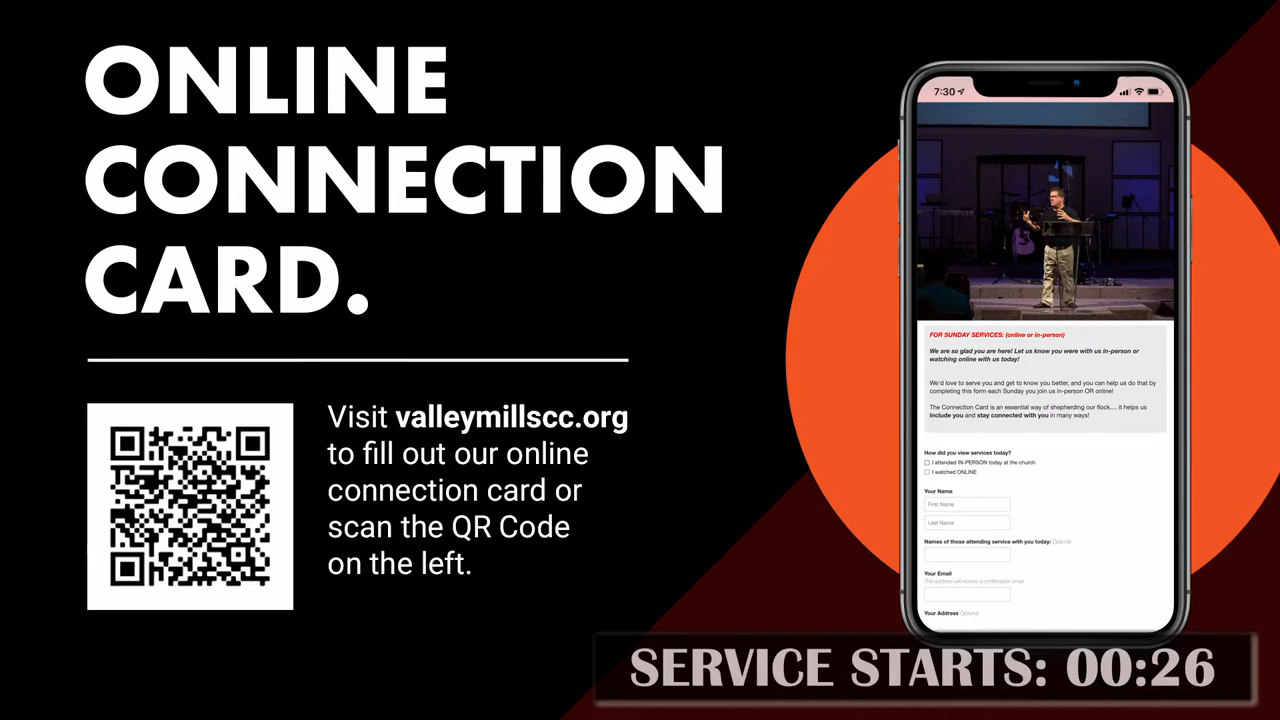 ONLINE
CONNECTION
CARD.
Visit valleymillscc.org
to fill out our online
connection card or
scan the QR Code
on the left.
7:30
FOR SUNDAY SERVICES: (online or in-person)
We are so glad you are here! Let us know you were with us in-person or
watching online with us today!
We'd love to serve you and get to know you better, and you can help us do that by
completing this form each Sunday you join us in-person OR online!
The Connection Card is an essential way of shepherding our flock.... it helps us
include you and stay connected with you in many ways!
How did you view services today?
I attended IN-PERSON today at the church
I watched ONLINE
Your Name
First Name
Last Name
Names of those attending service with you today: Optional
Your Email
This address will receive a confirmation email
Your Address Optional
SERVICE STARTS: 00:26